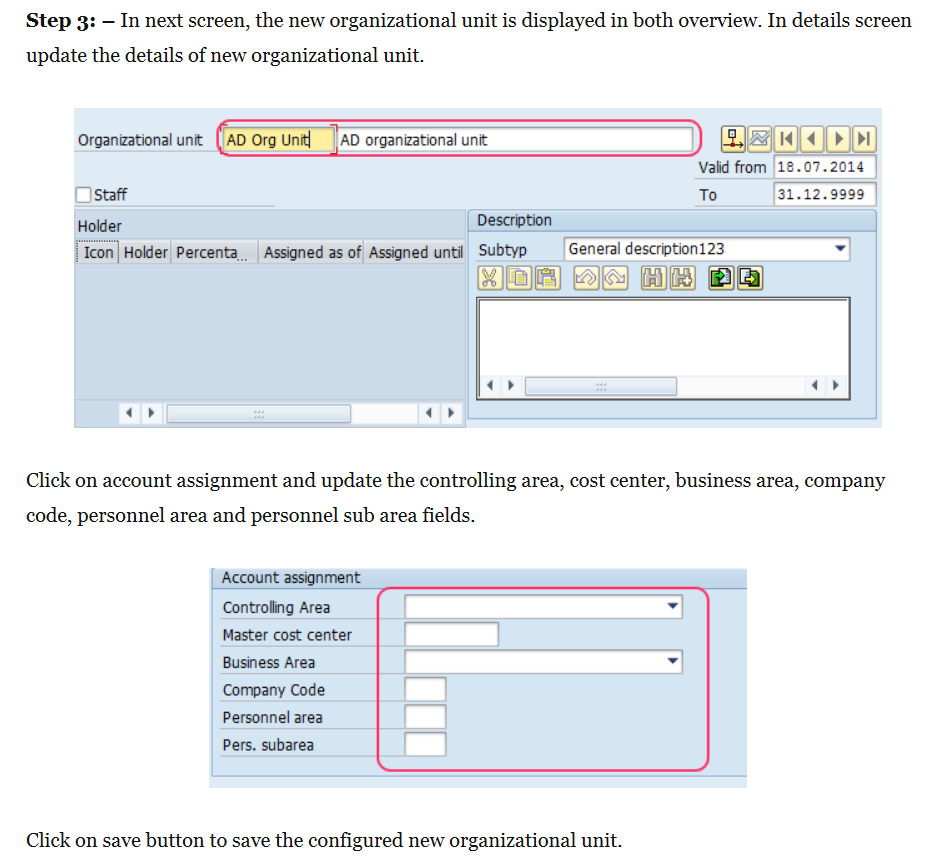 Step 3: – In next screen, the new organizational unit is displayed in both overview. In details screen
update the details of new organizational unit.
Organizational unit AD Org Unit AD organizational unit
Valid from 18.07.2014
Staff To 31.12.9999
Holder Description
Icon Holder Percenta... Assigned as of Assigned until Subtyp General description123
Click on account assignment and update the controlling area, cost center, business area, company
code, personnel area and personnel sub area fields.
Account assignment
Controlling Area
Master cost center
Business Area
Company Code
Personnel area
Pers. subarea
Click on save button to save the configured new organizational unit.